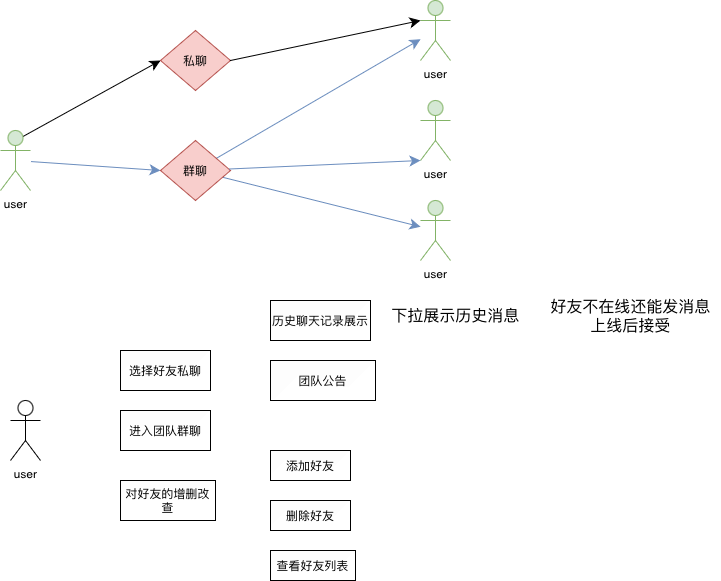 私聊
user
user
群聊
user
user
user
历史聊天记录展示
下拉展示历史消息
好友不在线还能发消息
上线后接受
选择好友私聊
团队公告
进入团队群聊
user
添加好友
对好友的增删改
查
删除好友
查看好友列表